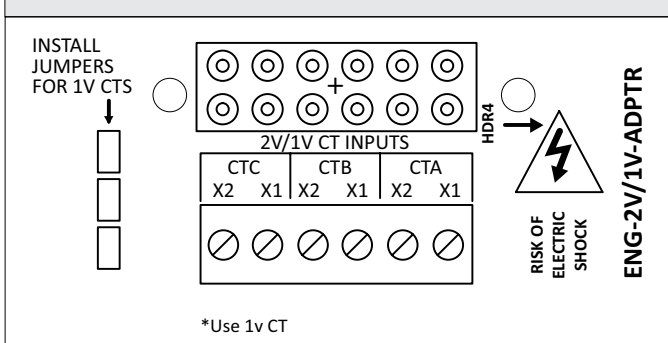 INSTALL
JUMPERS
FOR 1V CTS
HDR4
2V/1V CT INPUTS
CTC CTB CTA
X2 X1 X2 X1 X2 X1
RISK OF
ELECTRIC
SHOCK
ENG-2V/1V-ADPTR
*Use 1v CT